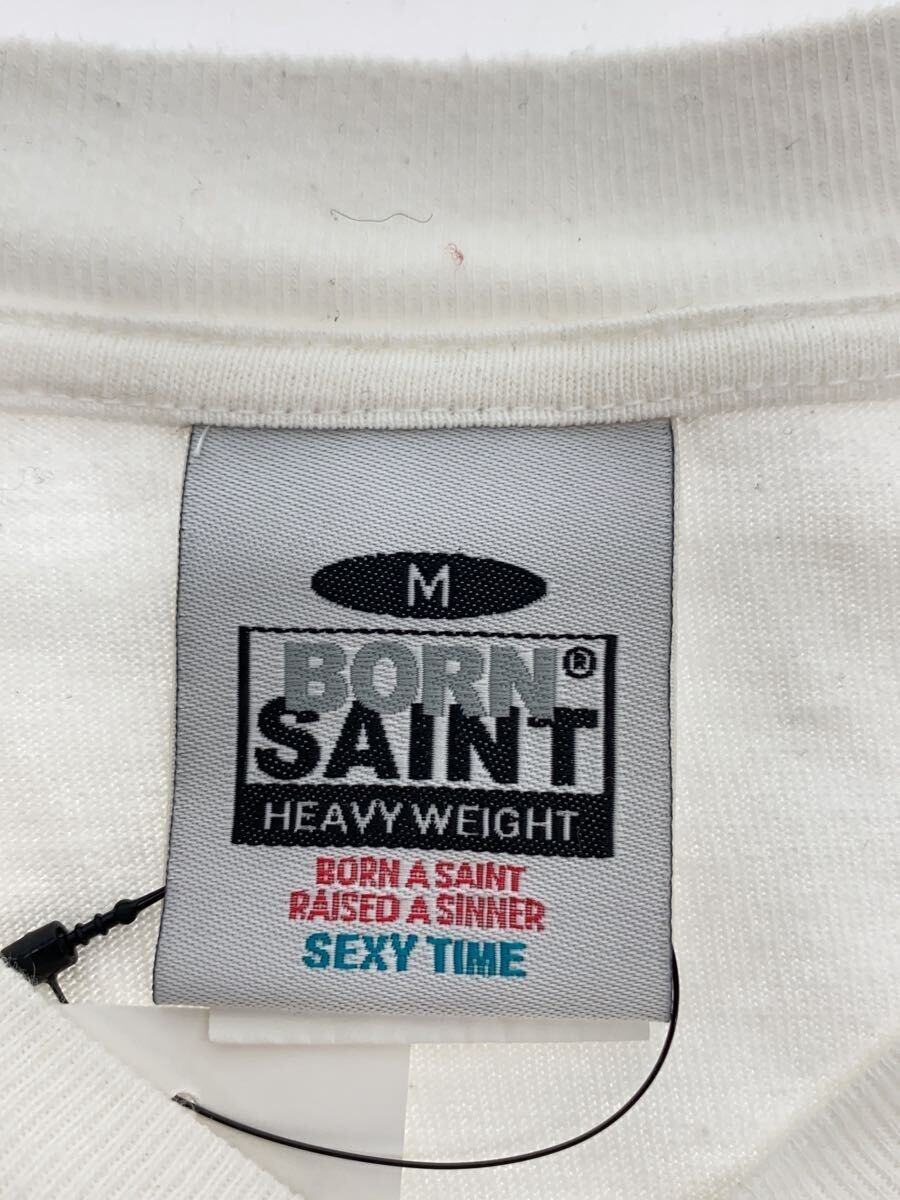 M
BORN®
SAINT
HEAVY WEIGHT
BORN A SAINT
RAISED A SINNER
SEXY TIME